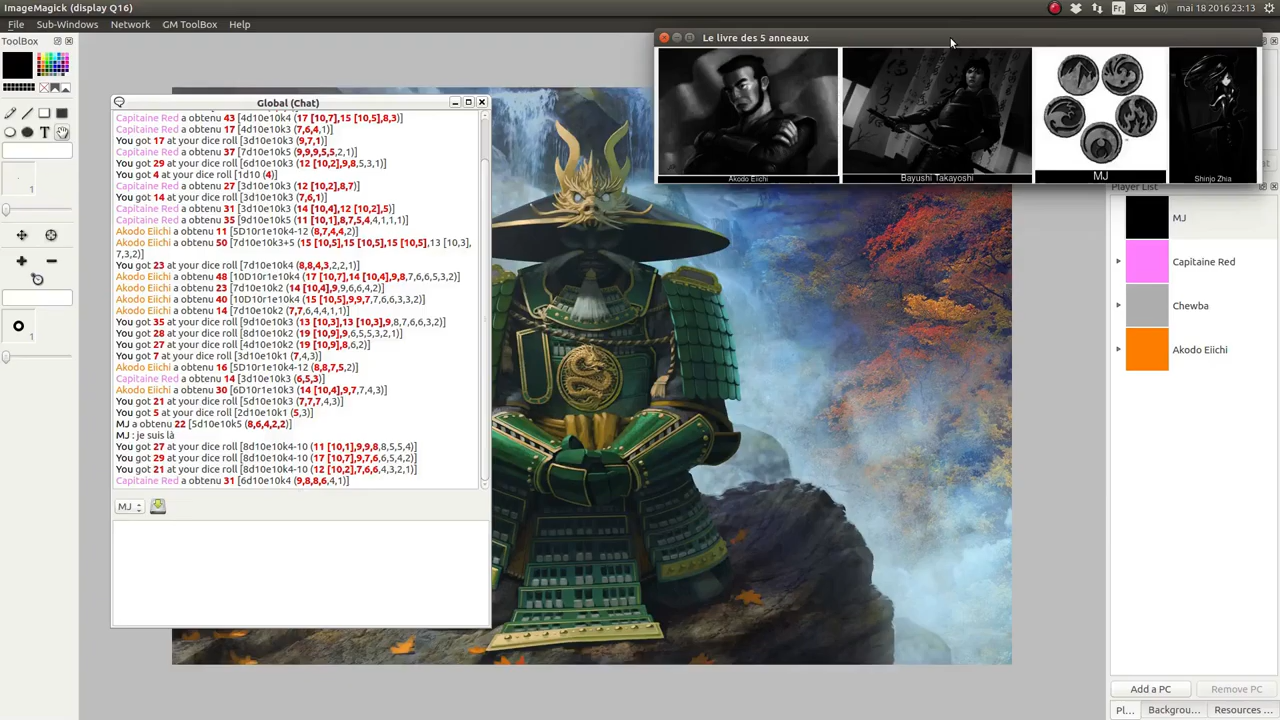 ImageMagick (display Q16)
Fr
mai 18 2016 23:13
File Sub-Windows Network GM ToolBox Help
ToolBox
Le livre des 5 anneaux
Akodo Eiichi
Bayushi Takayoshi
MJ
Shinjo Zhia
Global (Chat)
Capitaine Red a obtenu 43 [4d10e10k4 (17 [10,7],15 [10,5],8,3)
Capitaine Red a obtenu 17 [4d10e10k3 (7,6,4,1)]
You got 17 at your dice roll [3d10e10k3 (9,7,1)]
Capitaine Red a obtenu 37 [7d10e10k5 (9,9,9,5,5,2,1)]
You got 29 at your dice roll [6d10e10k3 (12 [10,2],9,8,5,3,1)]
You got 4 at your dice roll [1d10 (4)]
Capitaine Red a obtenu 27 [3d10e10k3 (12 [10,2],8,7)]
You got 14 at your dice roll [3d10e10k3 (7,6,1)]
Capitaine Red a obtenu 31 [3d10e10k3 (14 [10,4],12 [10,2],5)]
Capitaine Red a obtenu 35 [9d10e10k5 (11 [10,1],8,7,5,4,4,1,1,1)]
Akodo Eiichi a obtenu 11 [5D10r1e10k4-12 (8,7,4,4,2)]
Akodo Eiichi a obtenu 50 [7d10e10k3+5 (15 [10,5],15 [10,5],15 [10,5],13 [10,3],
7,3,2)]
You got 23 at your dice roll [7d10e10k4 (8,8,4,3,2,2,1)]
Akodo Eiichi a obtenu 48 [10D10r1e10k4 (17 [10,7],14 [10,4],9,8,7,6,6,5,3,2)]
Akodo Eiichi a obtenu 23 [7d10e10k2 (14 [10,4],9,9,6,6,4,2)]
Akodo Eiichi a obtenu 40 [10D10r1e10k4 (15 [10,5],9,9,7,7,6,6,3,3,2)]
Akodo Eiichi a obtenu 14 [7d10e10k2 (7,7,6,4,4,1,1)]
You got 35 at your dice roll [9d10e10k3 (13 [10,3],13 [10,3],9,8,7,6,6,3,2)]
You got 28 at your dice roll [8d10e10k2 (19 [10,9],9,6,5,5,3,2,1)]
You got 27 at your dice roll [4d10e10k2 (19 [10,9],8,6,2)]
You got 7 at your dice roll [3d10e10k1 (7,4,3)]
Akodo Eiichi a obtenu 16 [5D10r1e10k4-12 (8,8,7,5,2)]
Capitaine Red a obtenu 14 [3d10e10k3 (6,5,3)]
Akodo Eiichi a obtenu 30 [6D10r1e10k3 (14 [10,4],9,7,7,4,3)]
You got 21 at your dice roll [5d10e10k3 (7,7,7,4,3)]
You got 5 at your dice roll [2d10e10k1 (5,3)]
MJ a obtenu 22 [5d10e10k5 (8,6,4,2,2)]
MJ : je suis là
You got 27 at your dice roll [8d10e10k4-10 (11 [10,1],9,9,8,8,5,5,4)]
You got 29 at your dice roll [8d10e10k4-10 (17 [10,7],9,7,6,6,5,4,2)]
You got 21 at your dice roll [8d10e10k4-10 (12 [10,2],7,6,6,4,3,2,1)]
Capitaine Red a obtenu 31 [6d10e10k4 (9,8,8,6,4,1)]
MJ
1
1
Player List
MJ
Capitaine Red
Chewba
Akodo Eiichi
Add a PC Remove PC
Pl... Backgrou... Resources ...